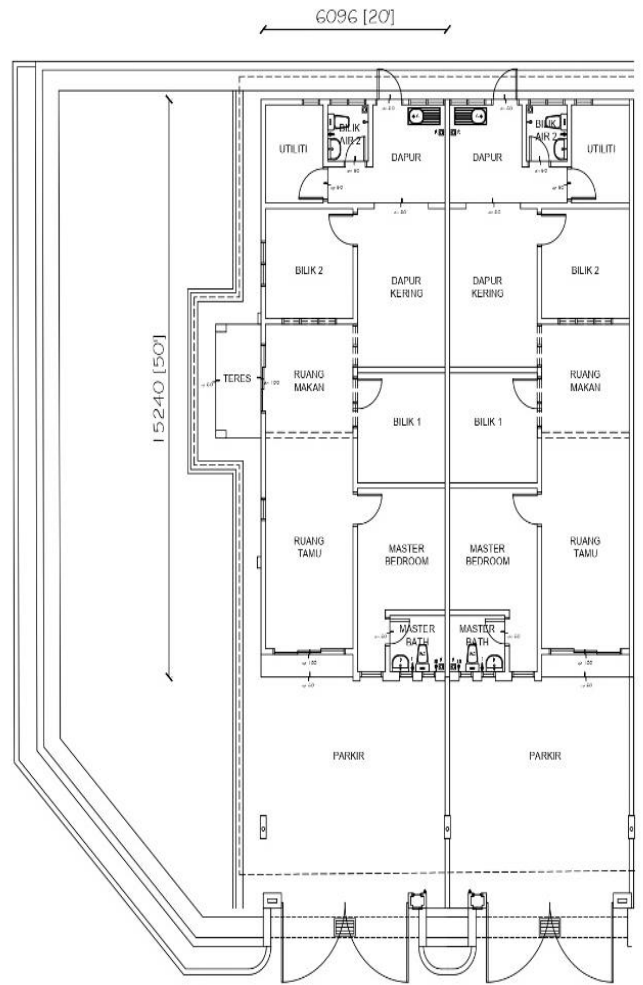 6096 [20']
15240 [50']
UTILITI
BILIK
AIR 2
DAPUR
DAPUR
BILIK
AIR 2
UTILITI
BILIK 2
DAPUR
KERING
DAPUR
KERING
BILIK 2
TERES
RUANG
MAKAN
BILIK 1
BILIK 1
RUANG
MAKAN
RUANG
TAMU
MASTER
BEDROOM
MASTER
BEDROOM
RUANG
TAMU
MASTER
BATH
MASTER
BATH
PARKIR
PARKIR